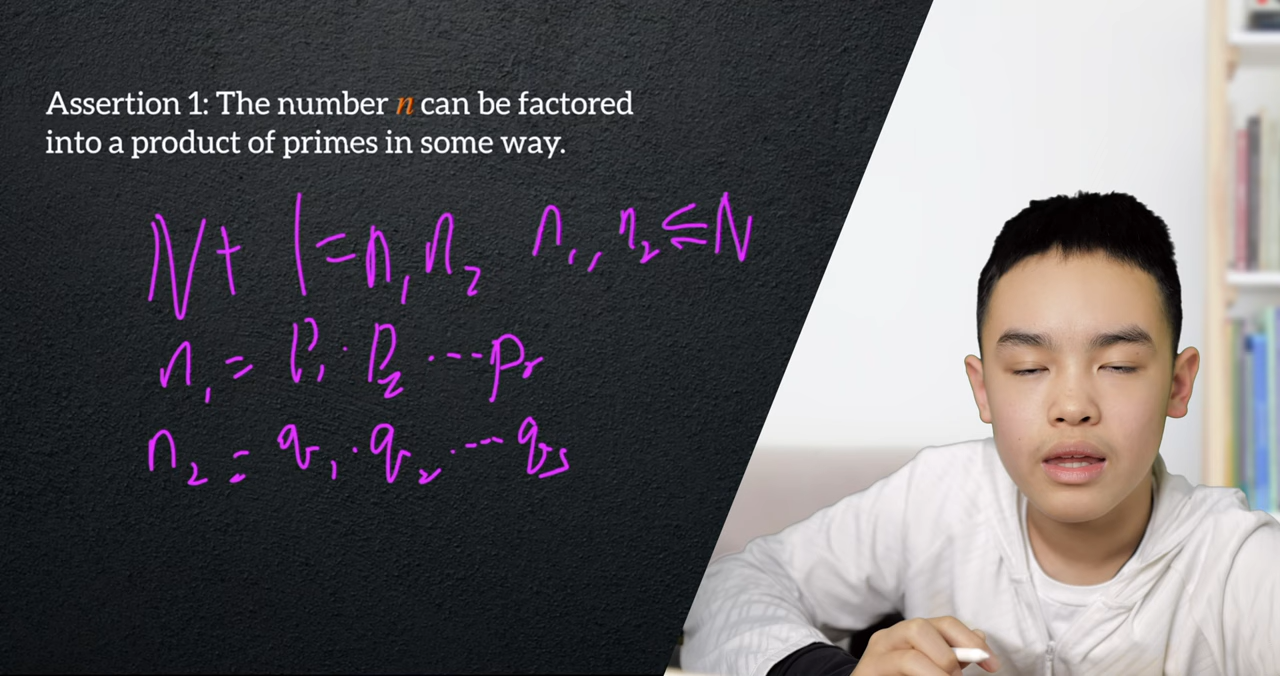 Assertion 1: The number n can be factored
into a product of primes in some way.
N + 1 = n₁ n₂   n₁, n₂ ≤ N
n₁ = p₁ · p₂ · ··· pᵣ
n₂ = q₁ · q₂ · ··· qₛ